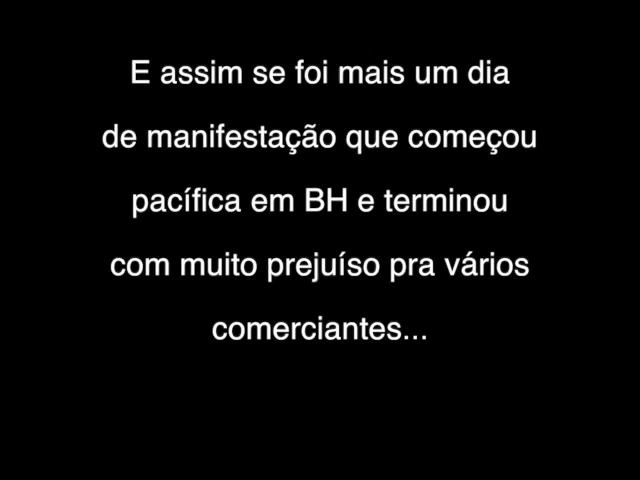 E assim se foi mais um dia
de manifestação que começou
pacífica em BH e terminou
com muito prejuíso pra vários
comerciantes...